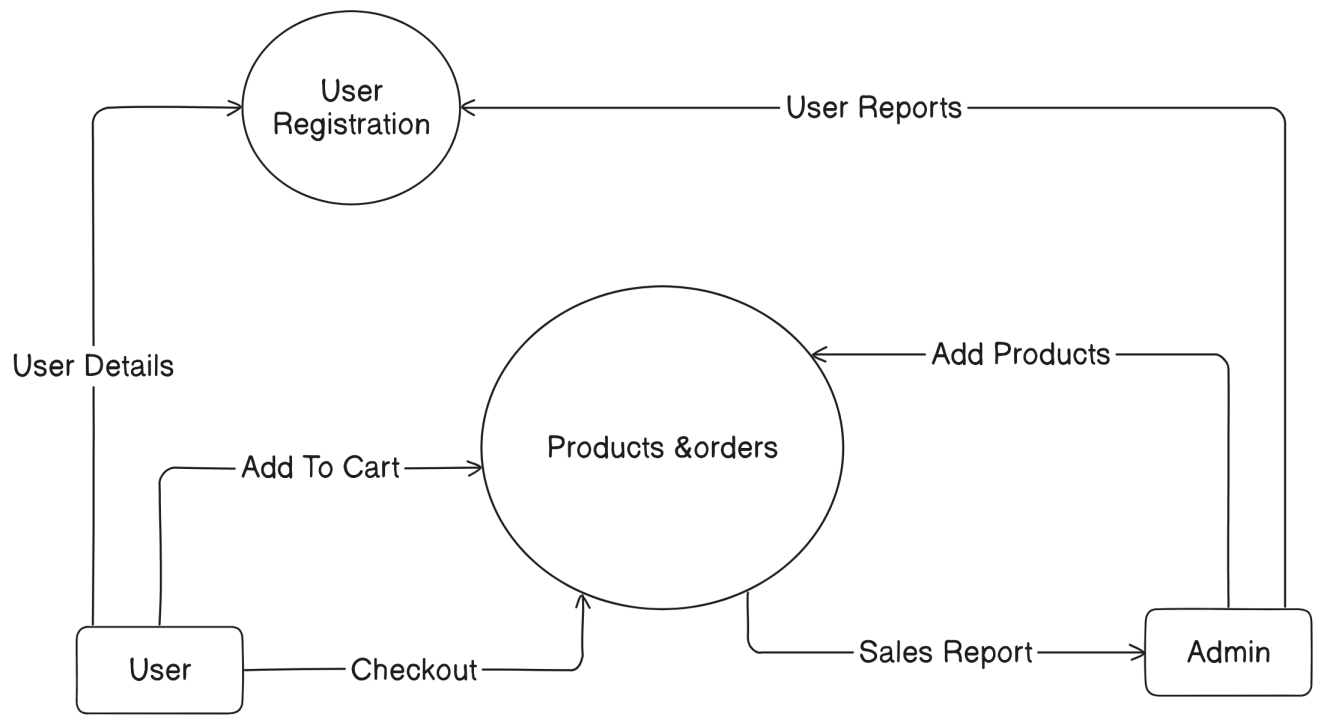 User
Registration
User Reports
User Details
Add Products
Products &orders
Add To Cart
Sales Report
Admin
User
Checkout